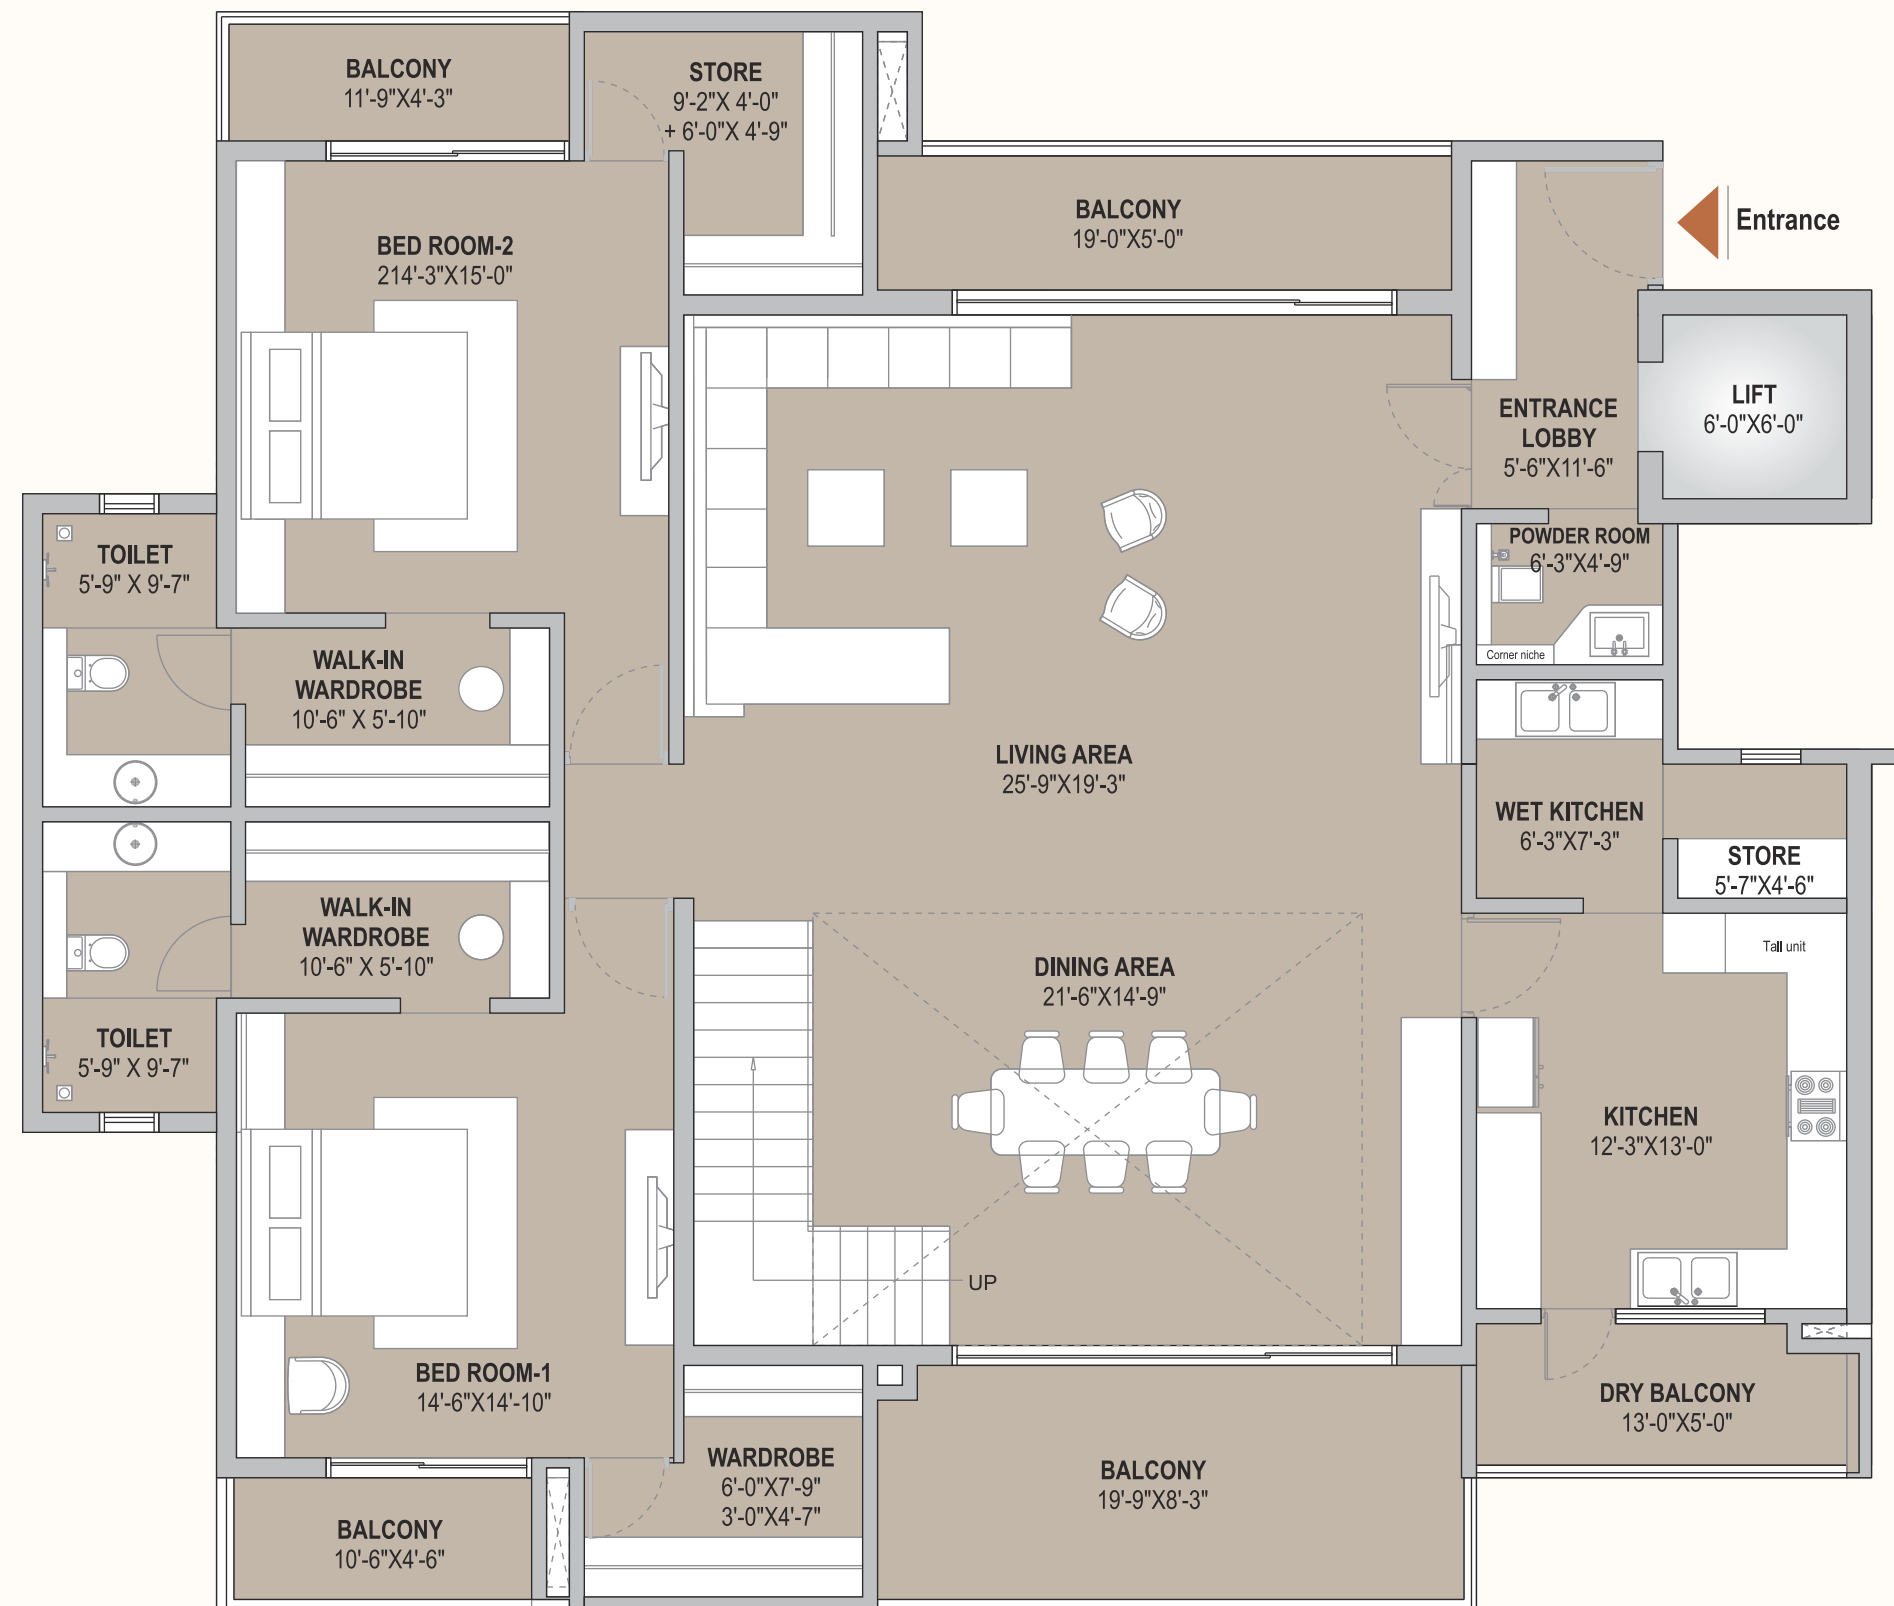 BALCONY
11'-9"X4'-3"
STORE
9'-2"X 4'-0"
+ 6'-0"X 4'-9"
BALCONY
19'-0"X5'-0"
Entrance
BED ROOM-2
214'-3"X15'-0"
LIFT
6'-0"X6'-0"
ENTRANCE
LOBBY
5'-6"X11'-6"
TOILET
5'-9" X 9'-7"
POWDER ROOM
6'-3"X4'-9"
Corner niche
WALK-IN
WARDROBE
10'-6" X 5'-10"
LIVING AREA
25'-9"X19'-3"
WET KITCHEN
6'-3"X7'-3"
STORE
5'-7"X4'-6"
WALK-IN
WARDROBE
10'-6" X 5'-10"
Tall unit
DINING AREA
21'-6"X14'-9"
TOILET
5'-9" X 9'-7"
KITCHEN
12'-3"X13'-0"
UP
BED ROOM-1
14'-6"X14'-10"
DRY BALCONY
13'-0"X5'-0"
WARDROBE
6'-0"X7'-9"
3'-0"X4'-7"
BALCONY
19'-9"X8'-3"
BALCONY
10'-6"X4'-6"